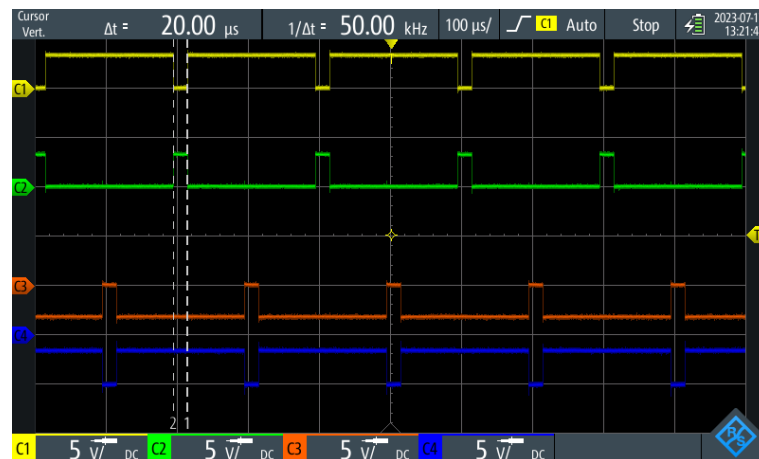 Cursor Vert. Δt = 20.00 µs 1/Δt = 50.00 kHz 100 µs/ C1 Auto Stop 2023-07-1 13:21:4
C1
C2
T
C3
C4
2 1
C1 5 V/ DC C2 5 V/ DC C3 5 V/ DC C4 5 V/ DC
R&S